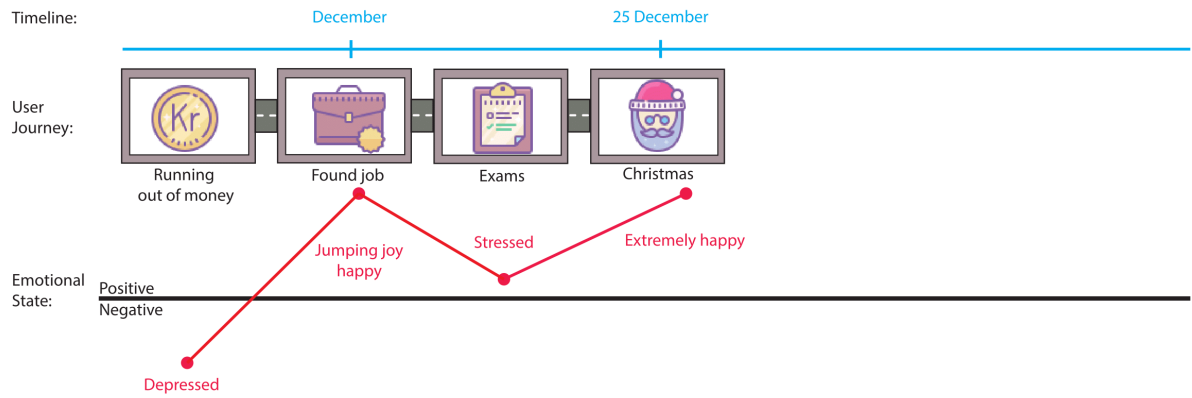 Timeline:
December
25 December
User
Journey:
Kr
Running
out of money
Found job
Exams
Christmas
Jumping joy
happy
Stressed
Extremely happy
Emotional
State:
Positive
Negative
Depressed